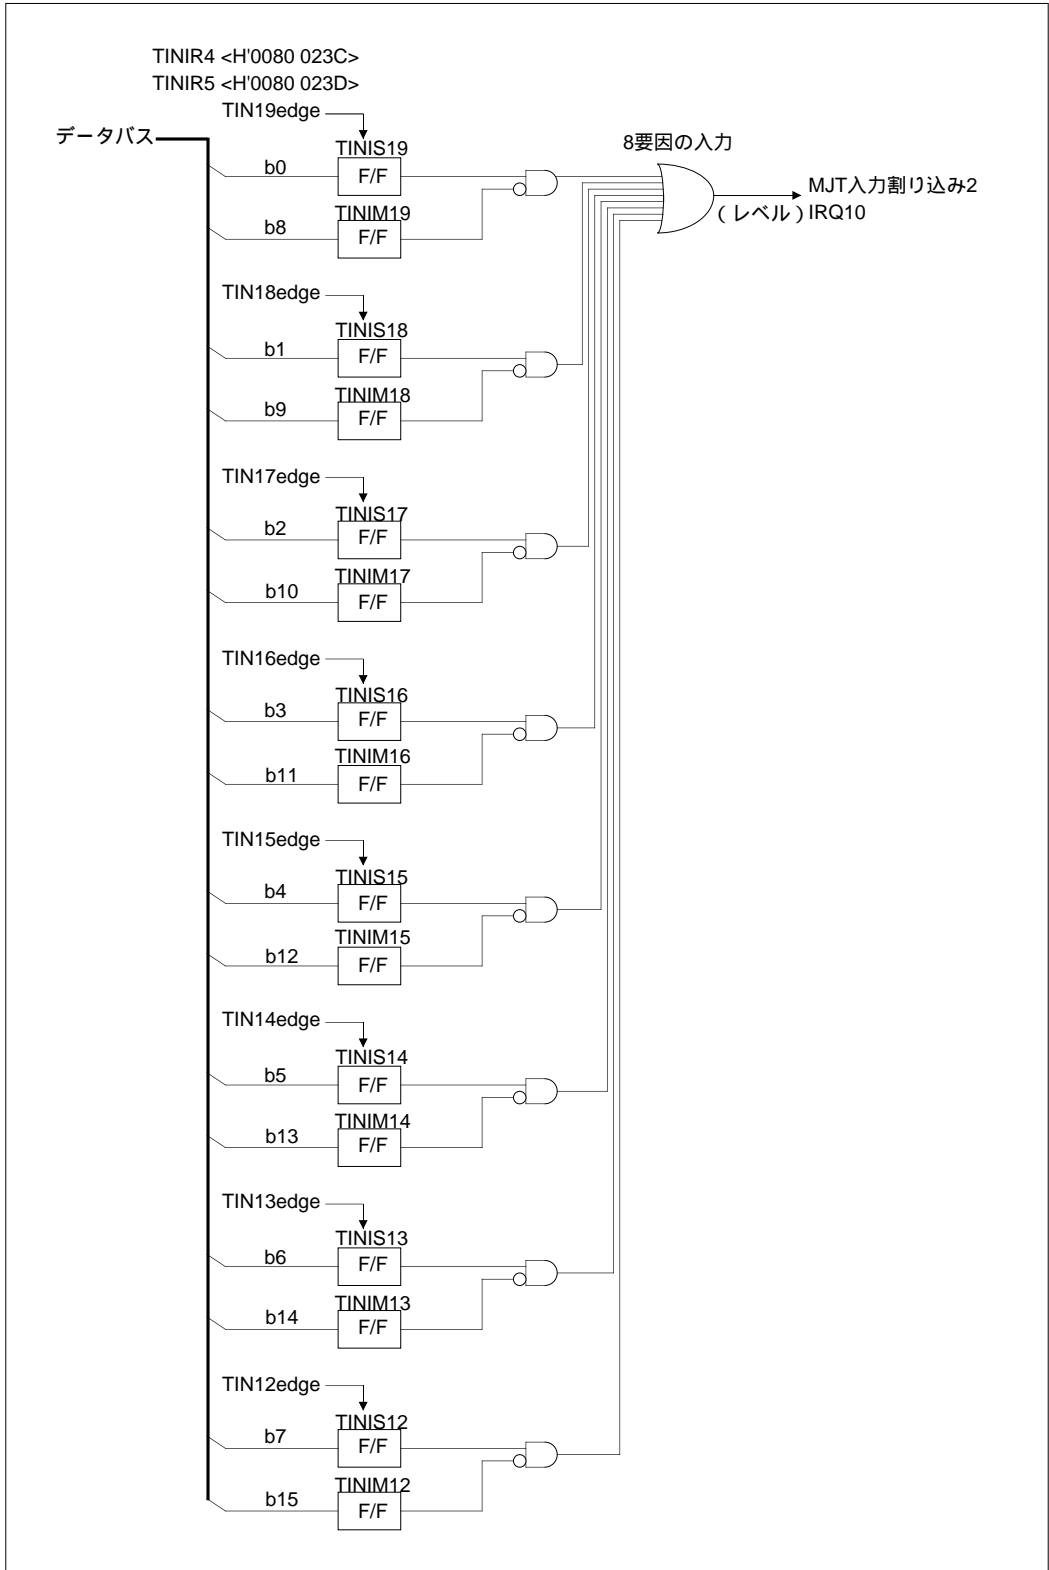 TINIR4 <H'0080 023C>
TINIR5 <H'0080 023D>
TIN19edge
データバス
TINIS19
8要因の入力
b0
F/F
MJT入力割り込み2
(レベル) IRQ10
TINIM19
b8
F/F
TIN18edge
TINIS18
b1
F/F
TINIM18
b9
F/F
TIN17edge
TINIS17
b2
F/F
TINIM17
b10
F/F
TIN16edge
TINIS16
b3
F/F
TINIM16
b11
F/F
TIN15edge
TINIS15
b4
F/F
TINIM15
b12
F/F
TIN14edge
TINIS14
b5
F/F
TINIM14
b13
F/F
TIN13edge
TINIS13
b6
F/F
TINIM13
b14
F/F
TIN12edge
TINIS12
b7
F/F
TINIM12
b15
F/F